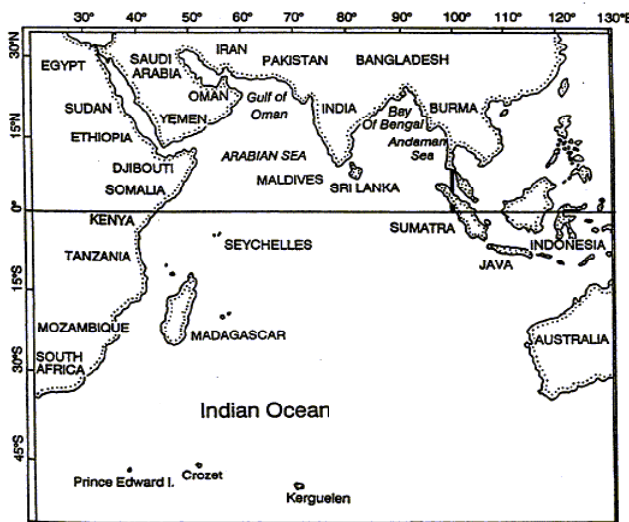 30° 40° 50° 60° 70° 80° 90° 100° 110° 120° 130°E
30°N
15°N
0°
15°S
30°S
45°S
EGYPT
SAUDI
ARABIA
IRAN
PAKISTAN
BANGLADESH
SUDAN
OMAN
Gulf of
Oman
INDIA
Bay
Of Bengal
BURMA
YEMEN
ETHIOPIA
Andaman
Sea
ARABIAN SEA
DJIBOUTI
MALDIVES
SRI LANKA
SOMALIA
KENYA
SEYCHELLES
SUMATRA
INDONESIA
TANZANIA
JAVA
MOZAMBIQUE
MADAGASCAR
AUSTRALIA
SOUTH
AFRICA
Indian Ocean
Prince Edward I.
Crozet
Kerguelen